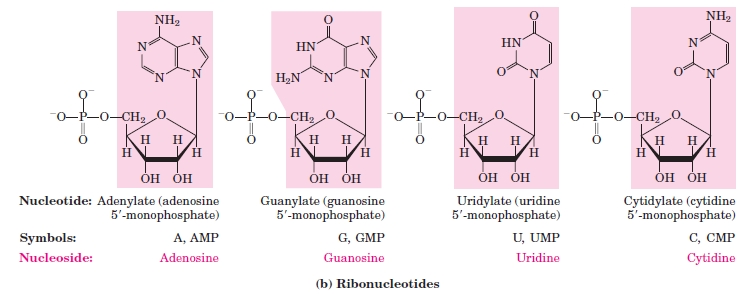 NH₂ O O NH₂
N N HN N HN N
N N H₂N N N O N O N
O⁻ O⁻ O⁻ O⁻
⁻O–P–O–CH₂ O ⁻O–P–O–CH₂ O ⁻O–P–O–CH₂ O ⁻O–P–O–CH₂ O
O H H O H H O H H O H H
H H H H H H H H
OH OH OH OH OH OH OH OH
Nucleotide: Adenylate (adenosine Guanylate (guanosine Uridylate (uridine Cytidylate (cytidine
5′-monophosphate) 5′-monophosphate) 5′-monophosphate) 5′-monophosphate)
Symbols: A, AMP G, GMP U, UMP C, CMP
Nucleoside: Adenosine Guanosine Uridine Cytidine
(b) Ribonucleotides